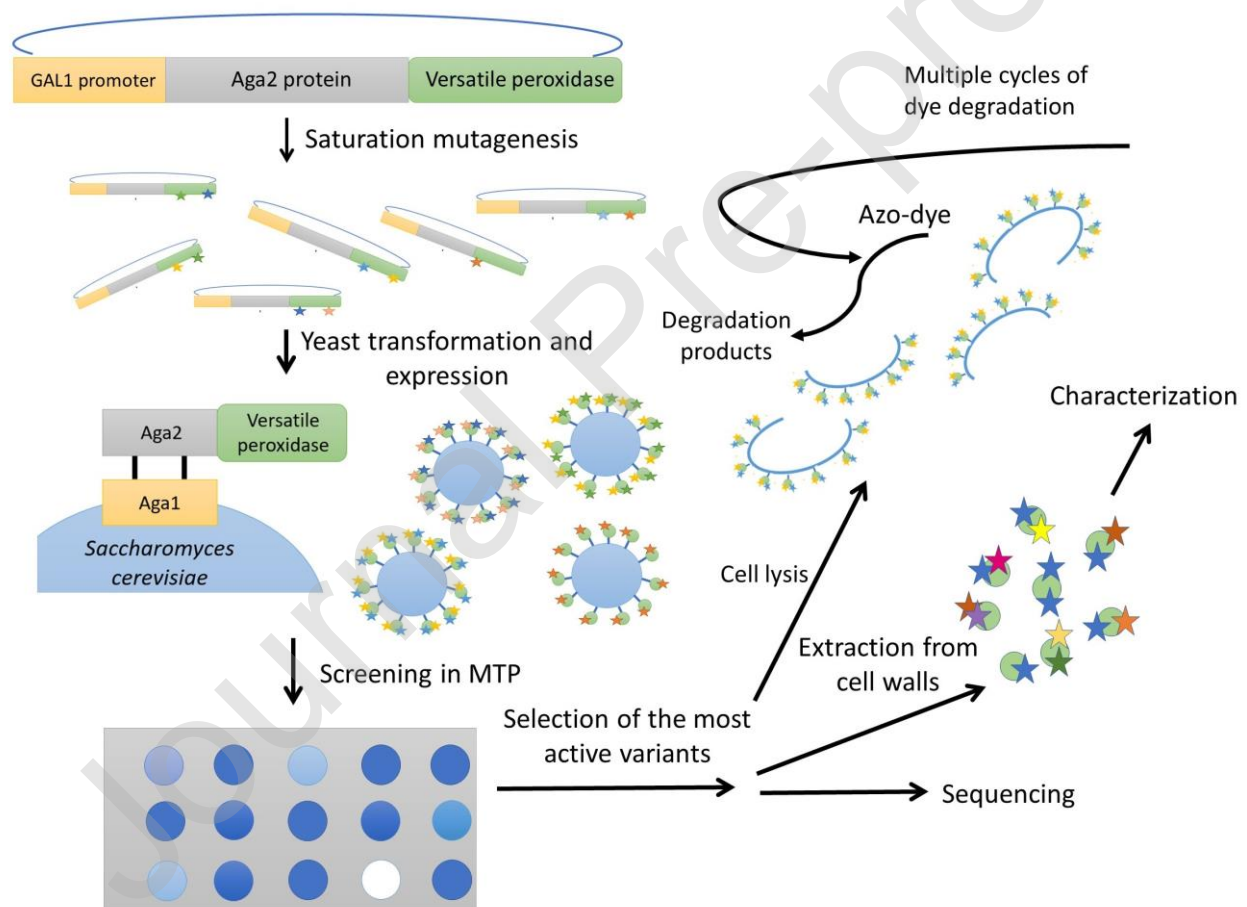 GAL1 promoter
Aga2 protein
Versatile peroxidase
Saturation mutagenesis
Yeast transformation and
expression
Aga2
Versatile
peroxidase
Aga1
Saccharomyces
cerevisiae
Screening in MTP
Selection of the most
active variants
Cell lysis
Extraction from
cell walls
Sequencing
Characterization
Multiple cycles of
dye degradation
Azo-dye
Degradation
products
Journal Pre-pro